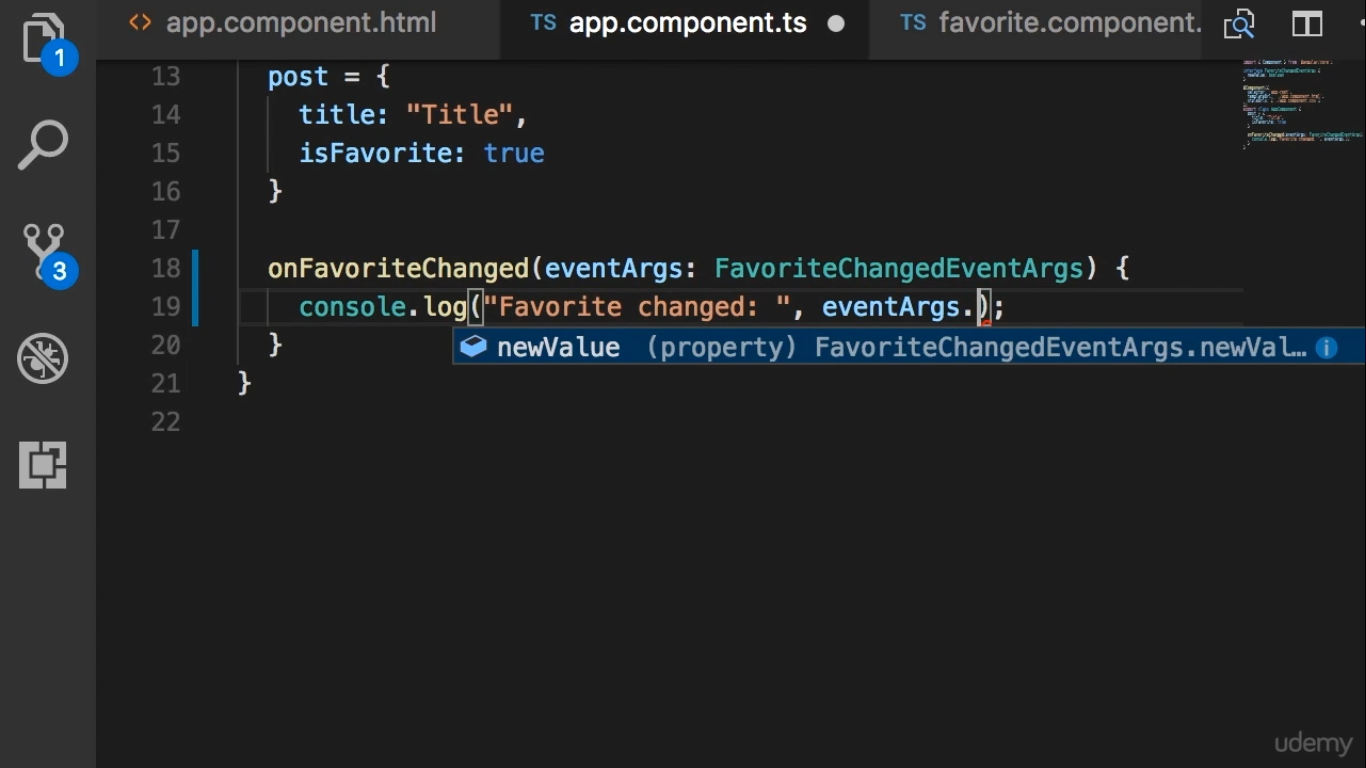 app.component.html
TS app.component.ts
TS favorite.component.
1
13 post = {
14 title: "Title",
15 isFavorite: true
16 }
17
18 onFavoriteChanged(eventArgs: FavoriteChangedEventArgs) {
19 console.log("Favorite changed: ", eventArgs.);
newValue (property) FavoriteChangedEventArgs.newVal…
3
20 }
21 }
22
udemy